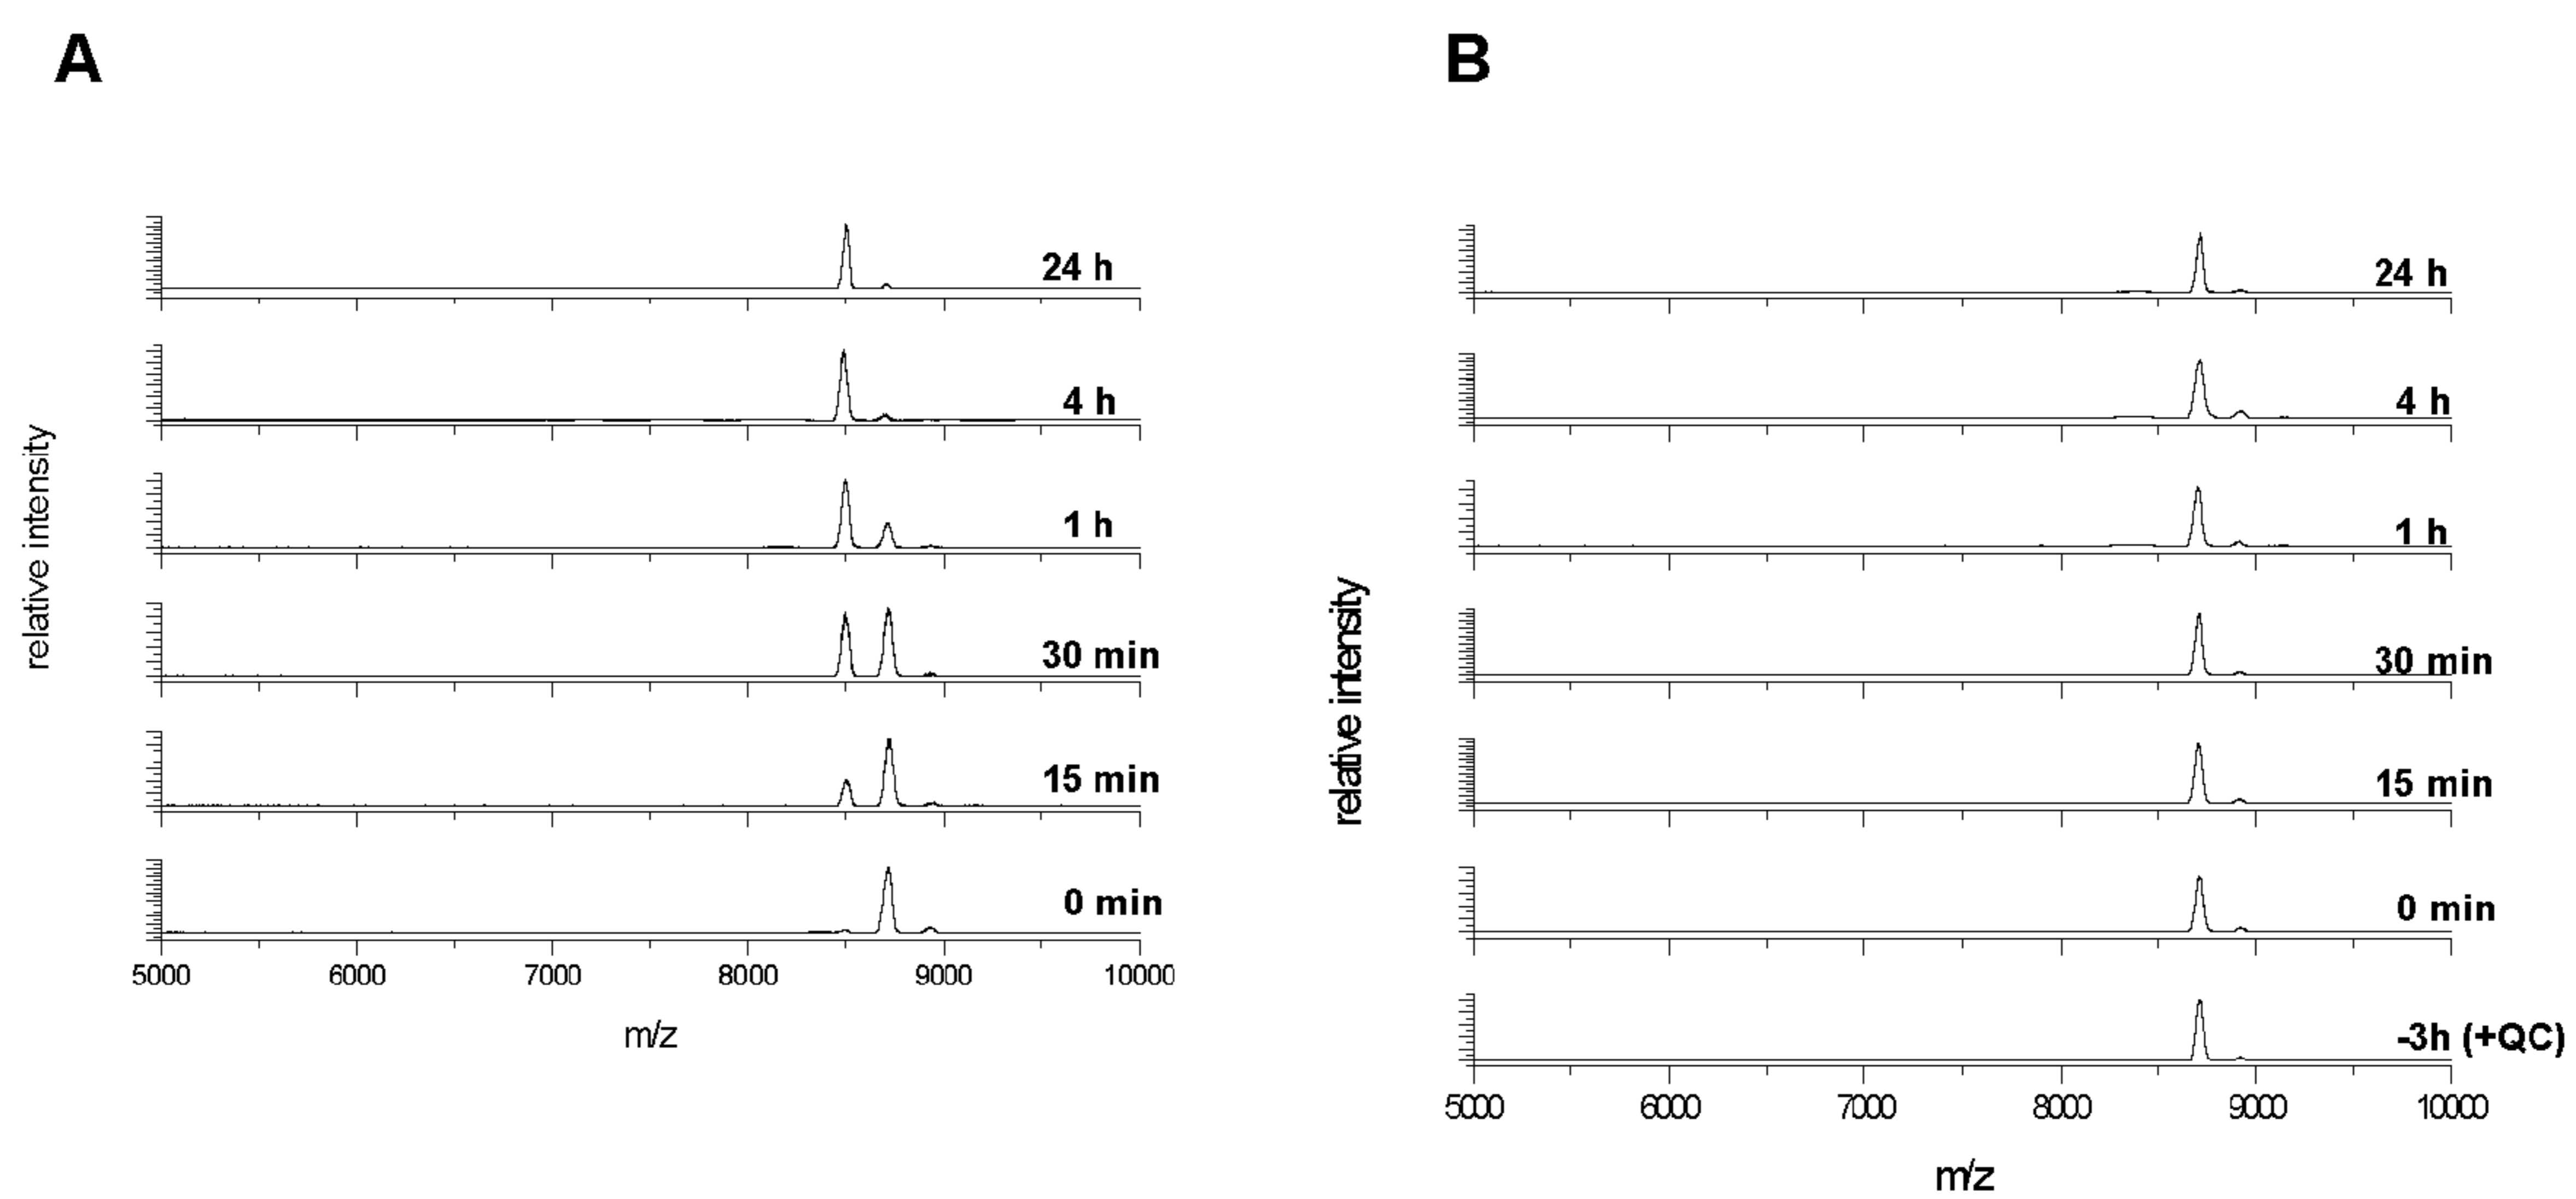 A
relative intensity
24 h
4 h
1 h
30 min
15 min
0 min
5000 6000 7000 8000 9000 10000
m/z
B
relative intensity
24 h
4 h
1 h
30 min
15 min
0 min
-3h (+QC)
5000 6000 7000 8000 9000 10000
m/z